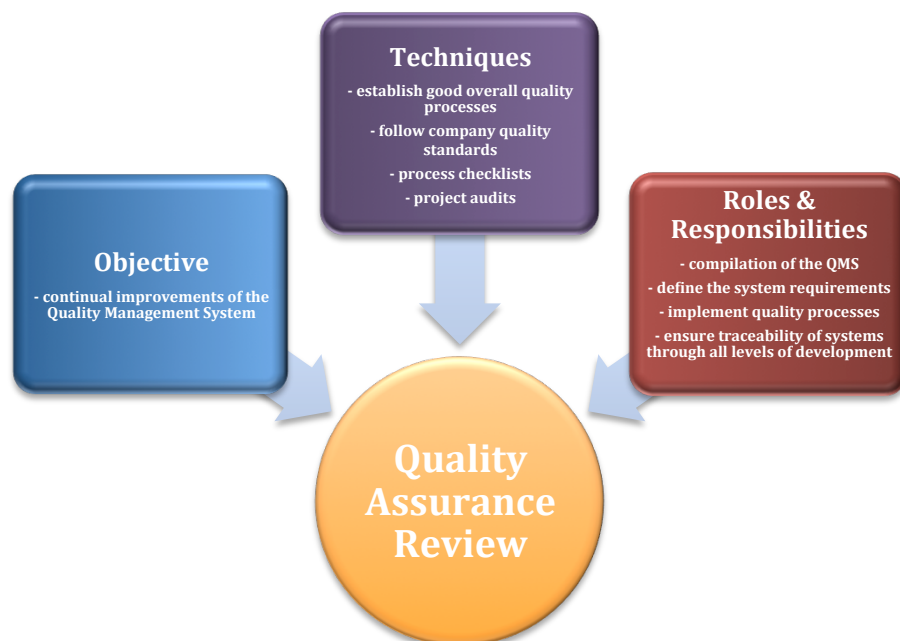 Techniques
- establish good overall quality
processes
- follow company quality
standards
- process checklists
- project audits
Objective
- continual improvements of the
Quality Management System
Roles &
Responsibilities
- compilation of the QMS
- define the system requirements
- implement quality processes
- ensure traceability of systems
through all levels of development
Quality
Assurance
Review